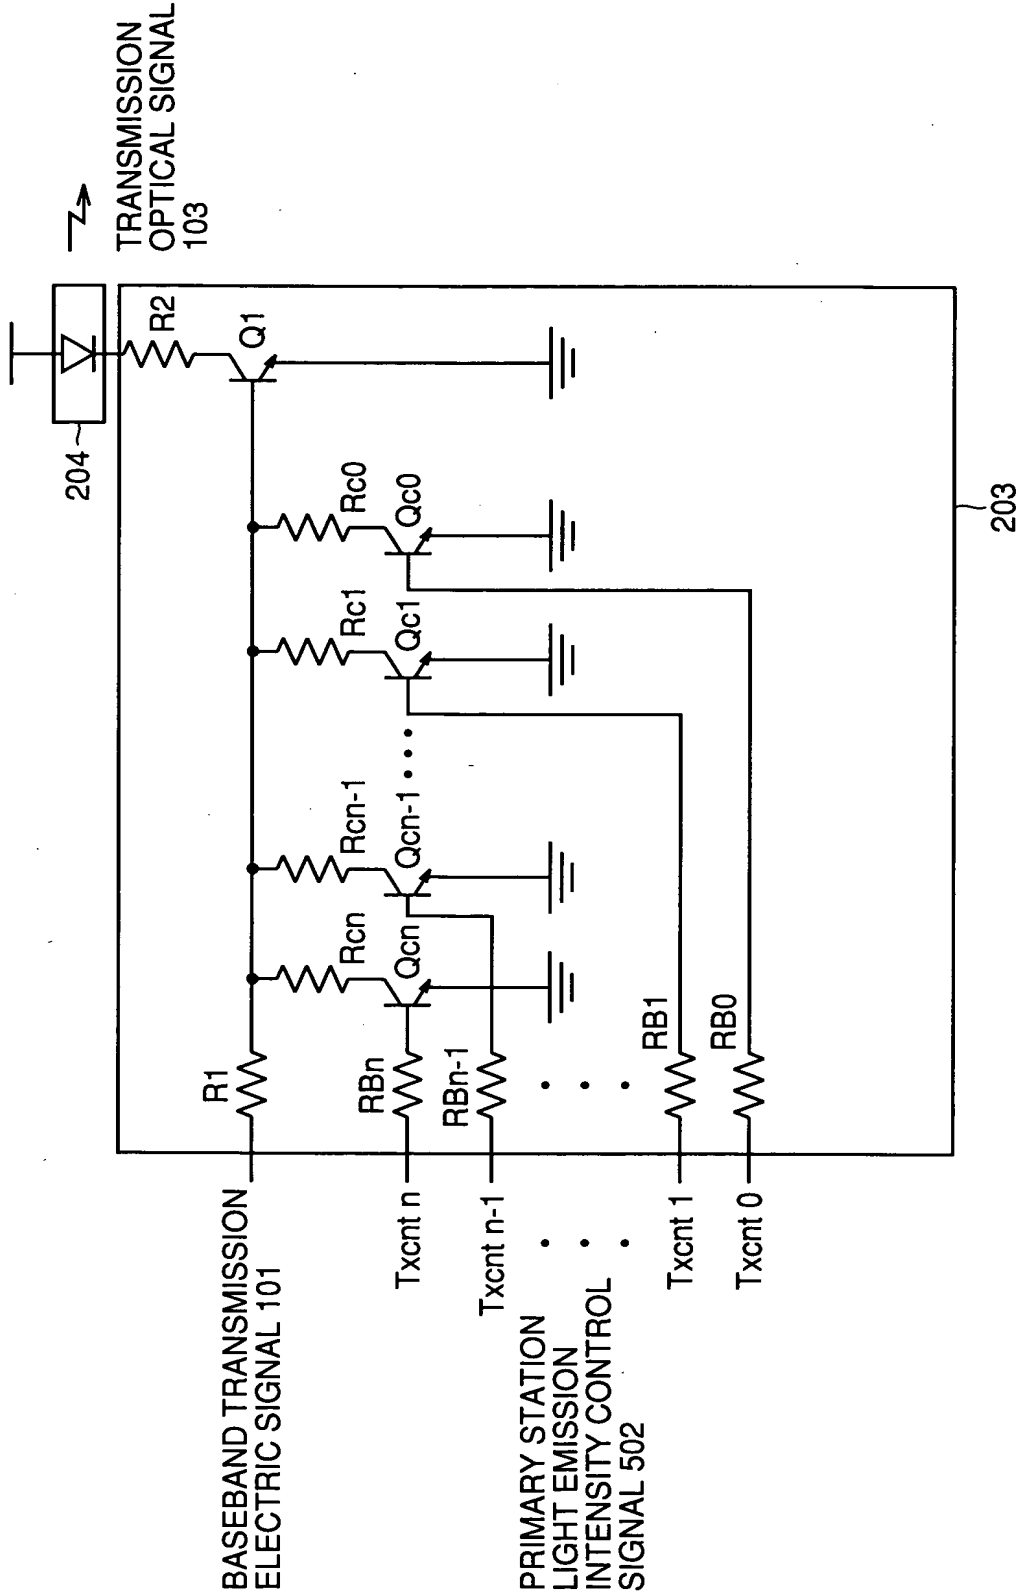 TRANSMISSION
OPTICAL SIGNAL
103
204
R2
Q1
Rc0
Qc0
Rc1
Qc1
Rcn-1
Qcn-1
Rcn
Qcn
R1
RBn
RBn-1
RB1
RB0
203
BASEBAND TRANSMISSION
ELECTRIC SIGNAL 101
Txcnt n
Txcnt n-1
Txcnt 1
Txcnt 0
PRIMARY STATION
LIGHT EMISSION
INTENSITY CONTROL
SIGNAL 502